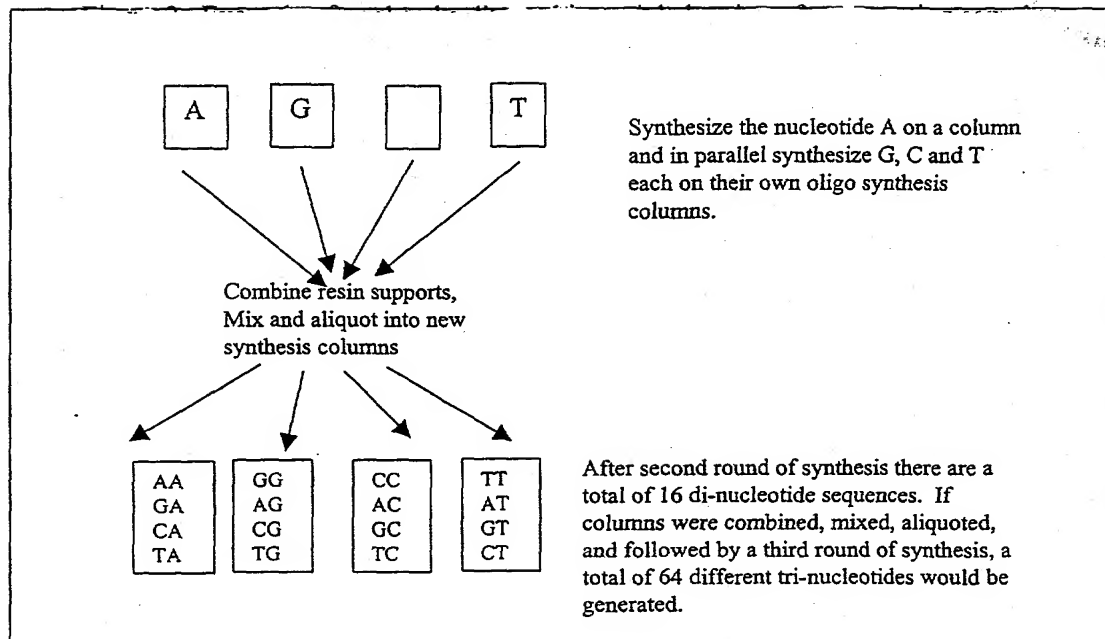 A G T
Synthesize the nucleotide A on a column
and in parallel synthesize G, C and T
each on their own oligo synthesis
columns.
Combine resin supports,
Mix and aliquot into new
synthesis columns
AA GG CC TT
GA AG AC AT
CA CG GC GT
TA TG TC CT
After second round of synthesis there are a
total of 16 di-nucleotide sequences. If
columns were combined, mixed, aliquoted,
and followed by a third round of synthesis, a
total of 64 different tri-nucleotides would be
generated.